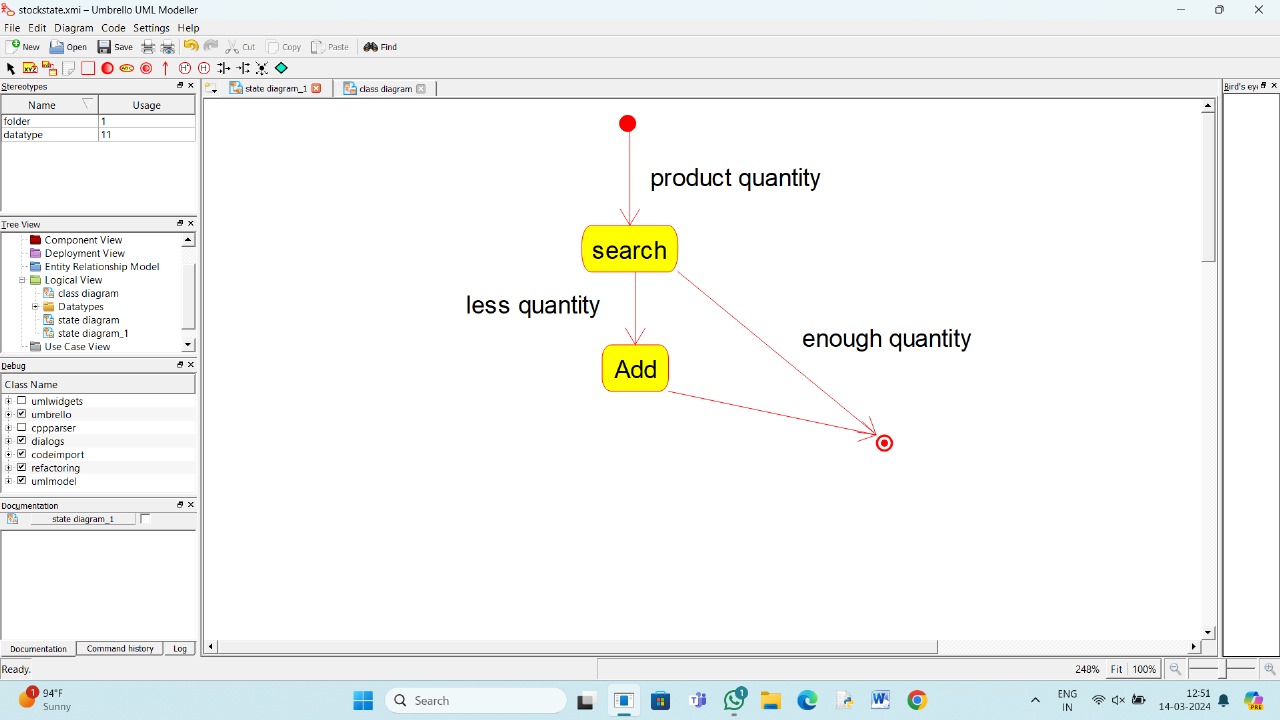 stockstate.xmi – Umbrello UML Modeller
File Edit Diagram Code Settings Help
New Open Save Cut Copy Paste Find
Stereotypes
state diagram_1 class diagram
Bird's eye
Name Usage
folder 1
datatype 11
product quantity
search
less quantity
enough quantity
Add
Tree View
Component View
Deployment View
Entity Relationship Model
Logical View
class diagram
Datatypes
state diagram
state diagram_1
Use Case View
Debug
Class Name
umlwidgets
umbrello
cppparser
dialogs
codeimport
refactoring
umlmodel
Documentation
state diagram_1
Documentation Command history Log
Ready.
248% Fit 100%
1
94°F
Sunny
Search
1
ENG
IN
12:51
14-03-2024
PRE